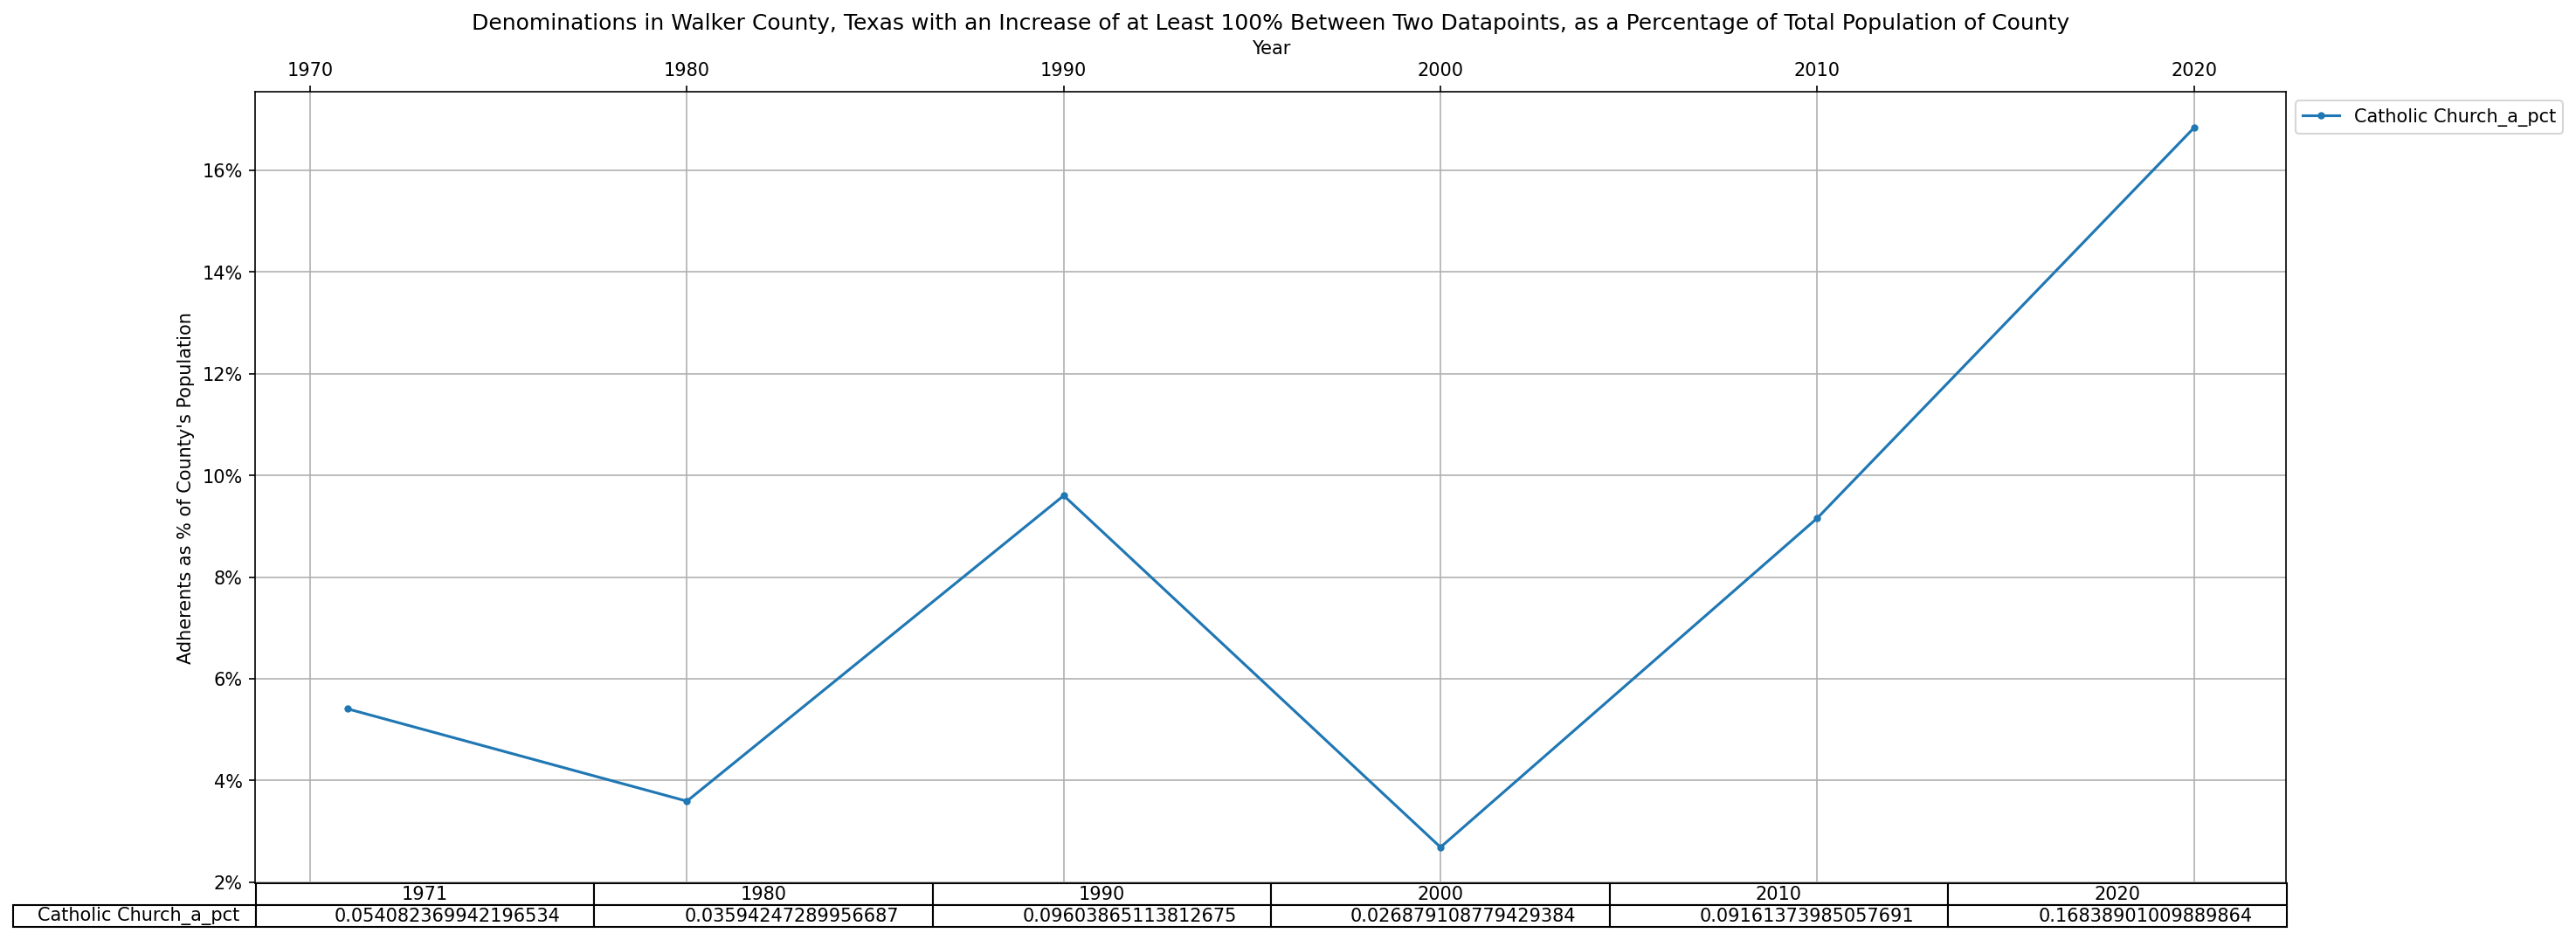 Denominations in Walker County, Texas with an Increase of at Least 100% Between Two Datapoints, as a Percentage of Total Population of County
Year
1970 1980 1990 2000 2010 2020
Catholic Church_a_pct
Adherents as % of County's Population
16%
14%
12%
10%
8%
6%
4%
2%
1971 1980 1990 2000 2010 2020
Catholic Church_a_pct 0.054082369942196534 0.03594247289956687 0.09603865113812675 0.026879108779429384 0.09161373985057691 0.16838901009889864